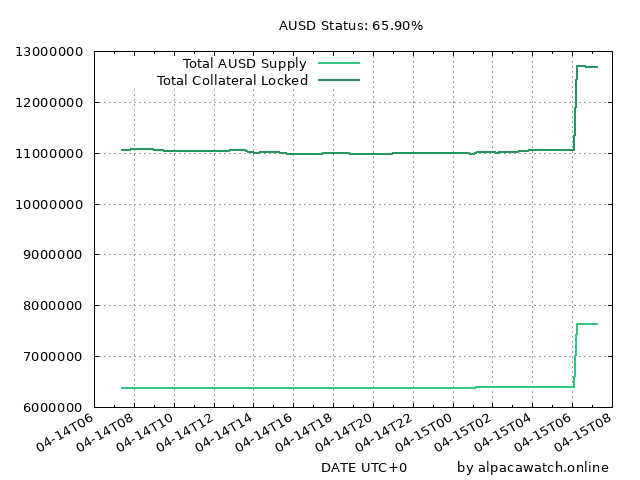 AUSD Status: 65.90%
13000000
12000000
11000000
10000000
9000000
8000000
7000000
6000000
Total AUSD Supply
Total Collateral Locked
04-14T06
04-14T08
04-14T10
04-14T12
04-14T14
04-14T16
04-14T18
04-14T20
04-14T22
04-15T00
04-15T02
04-15T04
04-15T06
04-15T08
DATE UTC+0
by alpacawatch.online